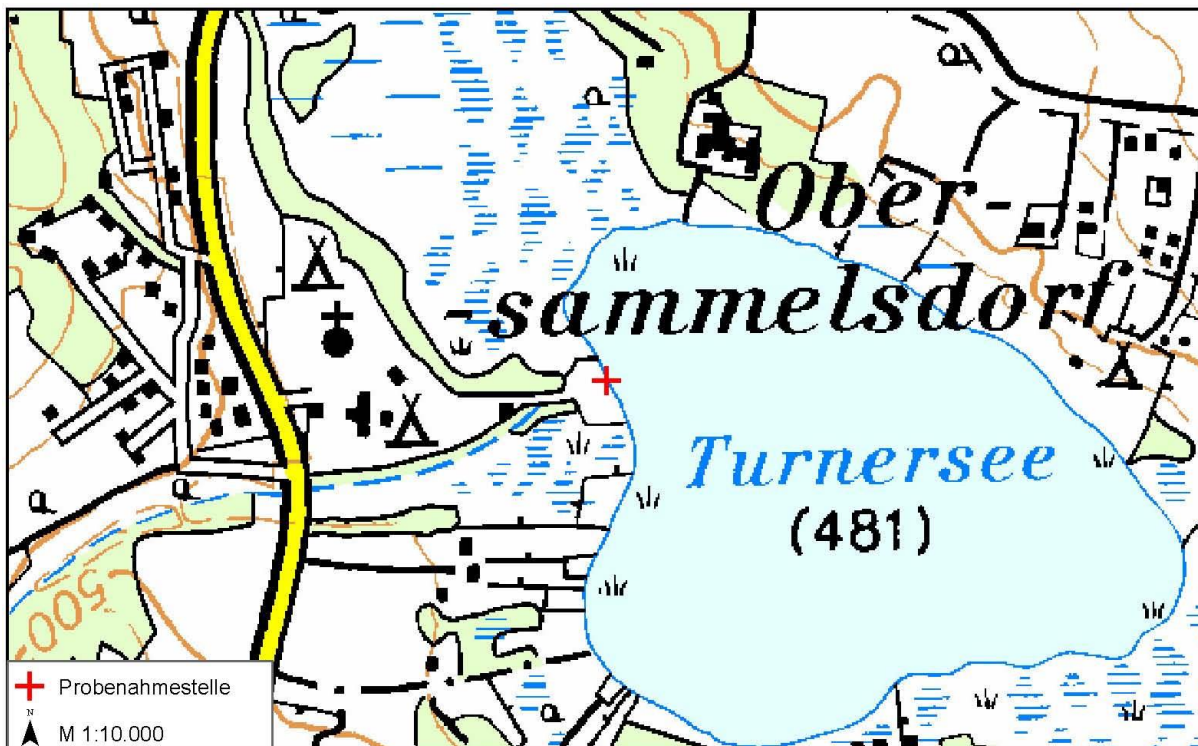 Ober-
-sammelsdorf
Turnersee
(481)
500
Probenahmestelle
N
M 1:10.000